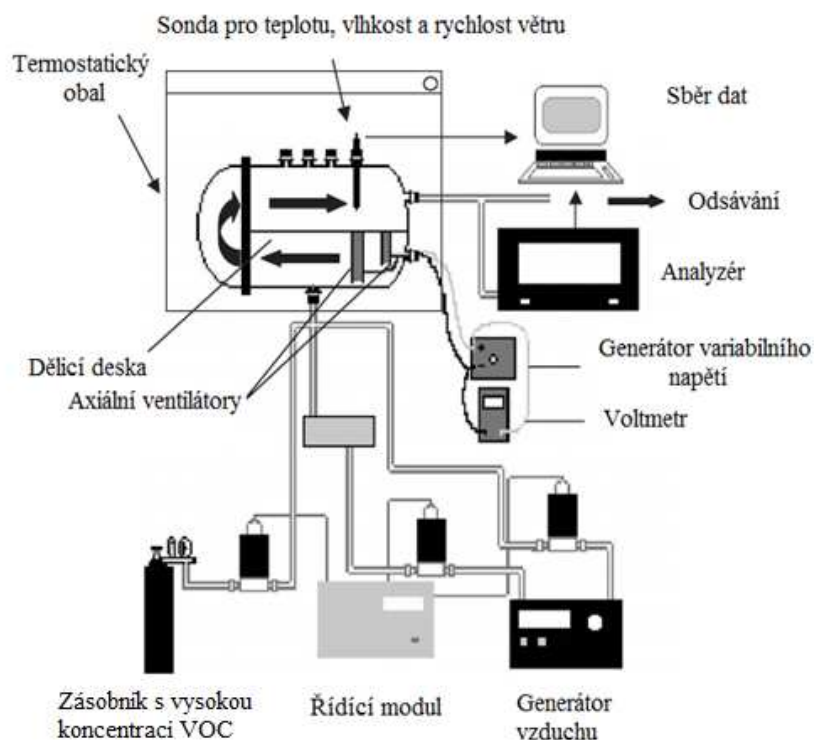 Sonda pro teplotu, vlhkost a rychlost větru
Termostatický
obal
Sběr dat
Odsávání
Analyzér
Dělicí deska
Axiální ventilátory
Generátor variabilního
napětí
Voltmetr
Zásobník s vysokou
koncentrací VOC
Řídící modul
Generátor
vzduchu